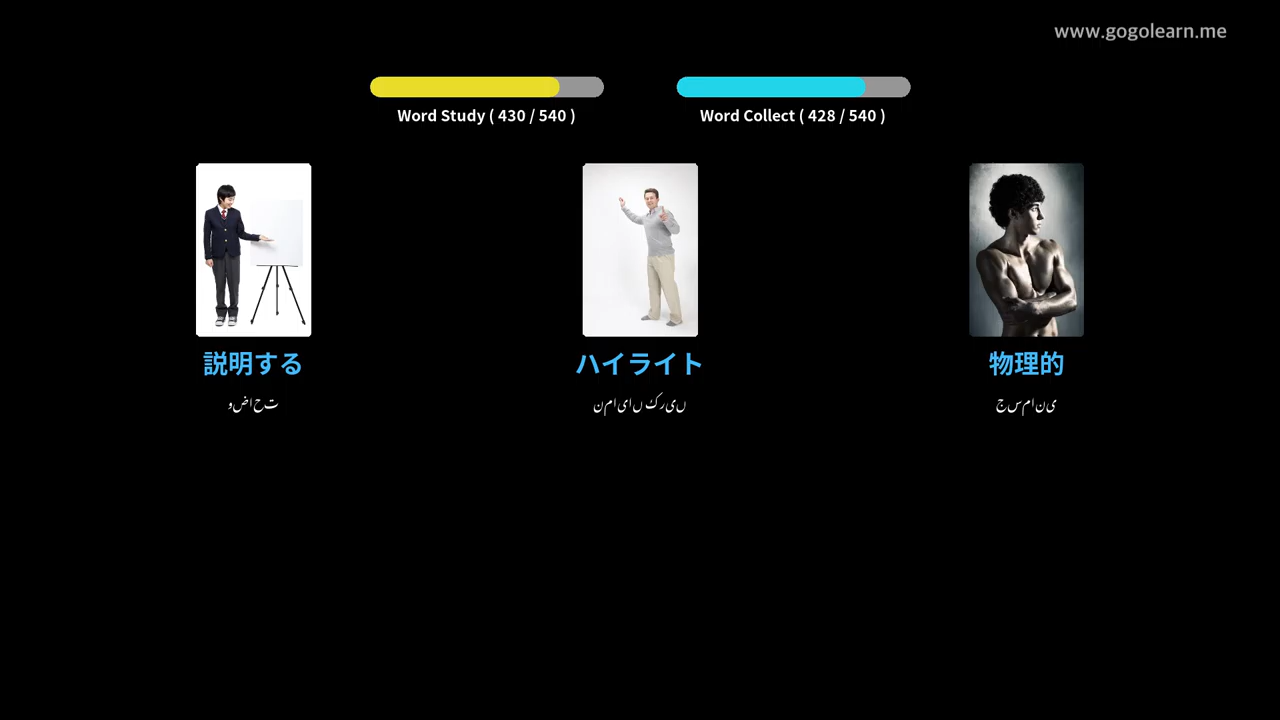 www.gogolearn.me
Word Study ( 430 / 540 )
Word Collect ( 428 / 540 )
説明する
ハイライト
物理的
وضاحت
نمایاں کریں
جسمانی